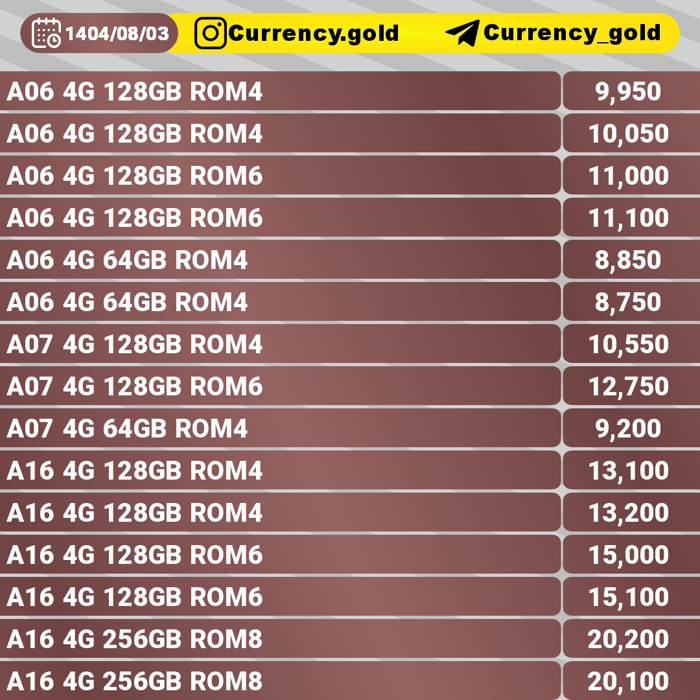 1404/08/03 Currency.gold Currency_gold
A06 4G 128GB ROM4 9,950
A06 4G 128GB ROM4 10,050
A06 4G 128GB ROM6 11,000
A06 4G 128GB ROM6 11,100
A06 4G 64GB ROM4 8,850
A06 4G 64GB ROM4 8,750
A07 4G 128GB ROM4 10,550
A07 4G 128GB ROM6 12,750
A07 4G 64GB ROM4 9,200
A16 4G 128GB ROM4 13,100
A16 4G 128GB ROM4 13,200
A16 4G 128GB ROM6 15,000
A16 4G 128GB ROM6 15,100
A16 4G 256GB ROM8 20,200
A16 4G 256GB ROM8 20,100